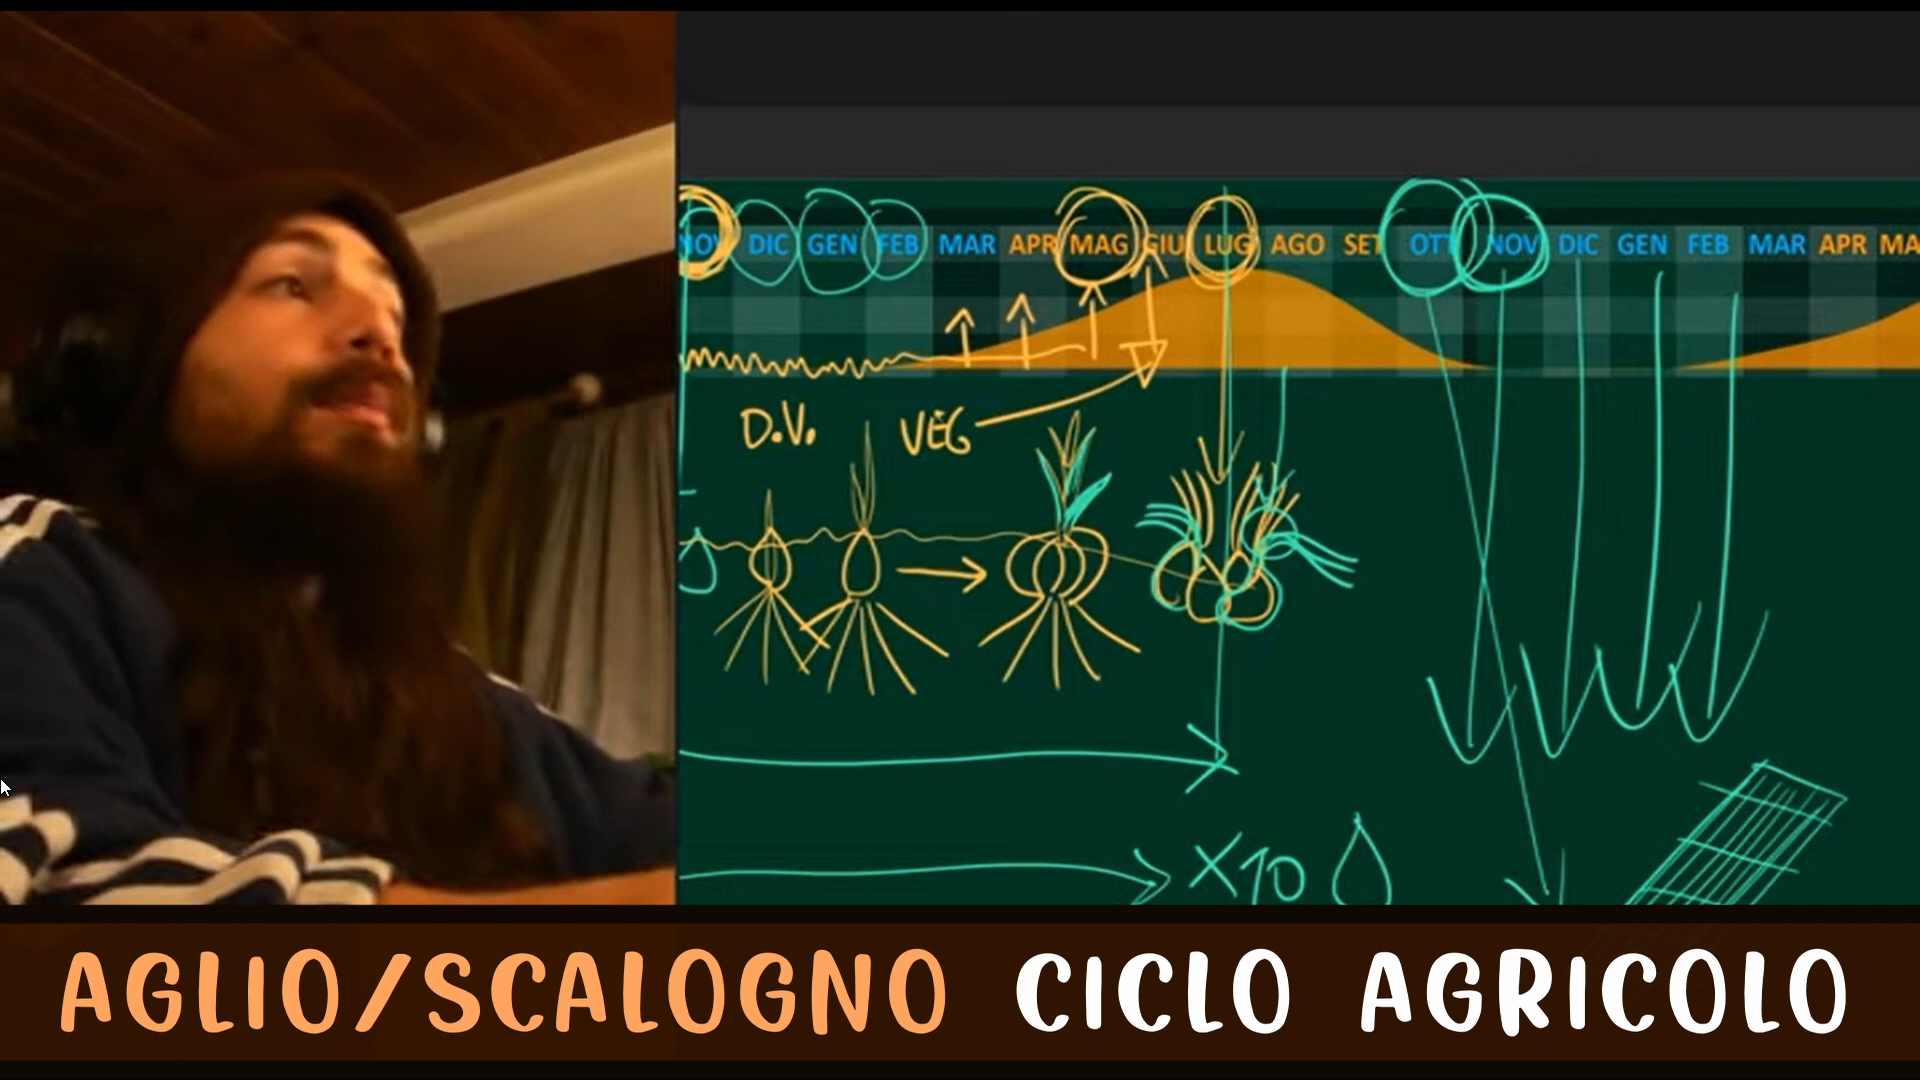 NOV DIC GEN FEB MAR APR MAG GIU LUG AGO SET OTT NOV DIC GEN FEB MAR APR MA
D.V. VEG
X10
AGLIO/SCALOGNO CICLO AGRICOLO